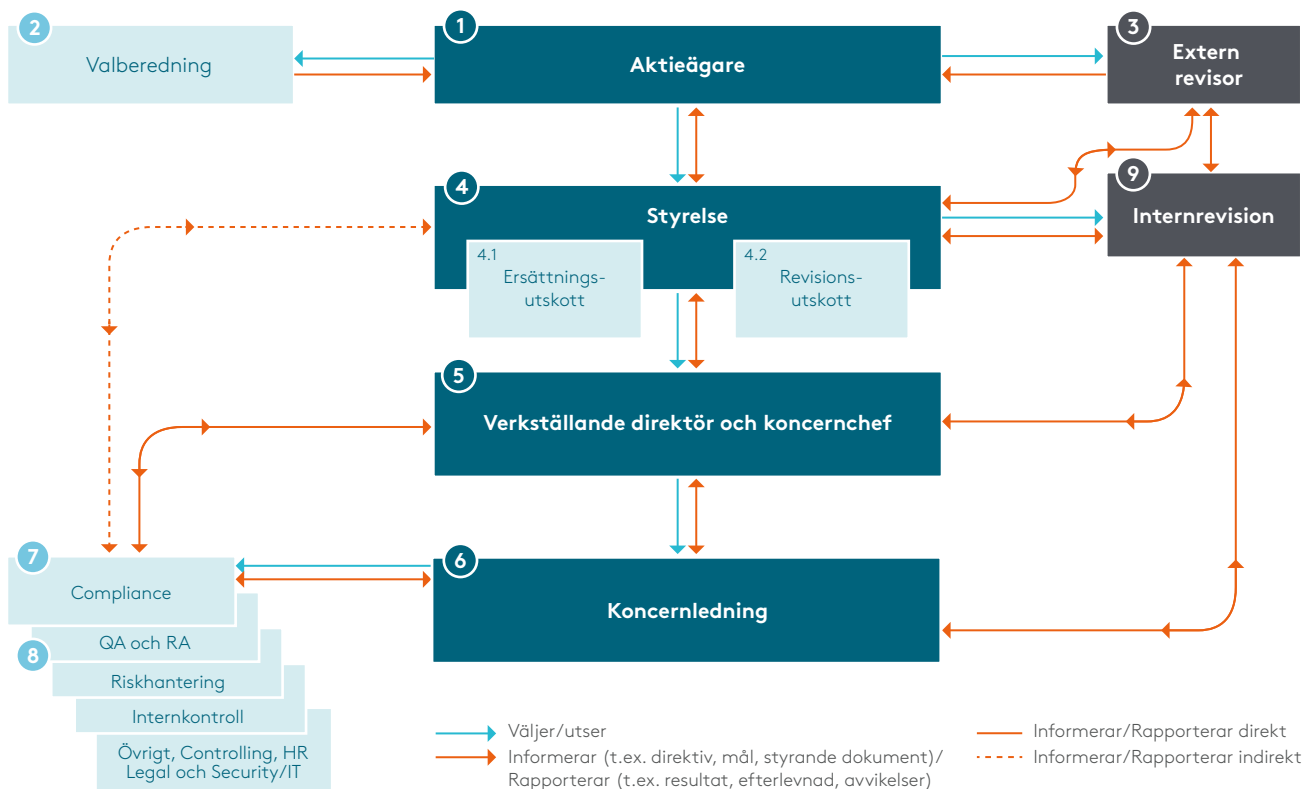 2
Valberedning
1
Aktieägare
3
Extern
revisor
4
Styrelse
4.1
Ersättnings-
utskott
4.2
Revisions-
utskott
9
Internrevision
5
Verkställande direktör och koncernchef
6
Koncernledning
7
Compliance
QA och RA
8
Riskhantering
Internkontroll
Övrigt, Controlling, HR
Legal och Security/IT
Väljer/utser
Informerar (t.ex. direktiv, mål, styrande dokument)/
Rapporterar (t.ex. resultat, efterlevnad, avvikelser)
Informerar/Rapporterar direkt
Informerar/Rapporterar indirekt